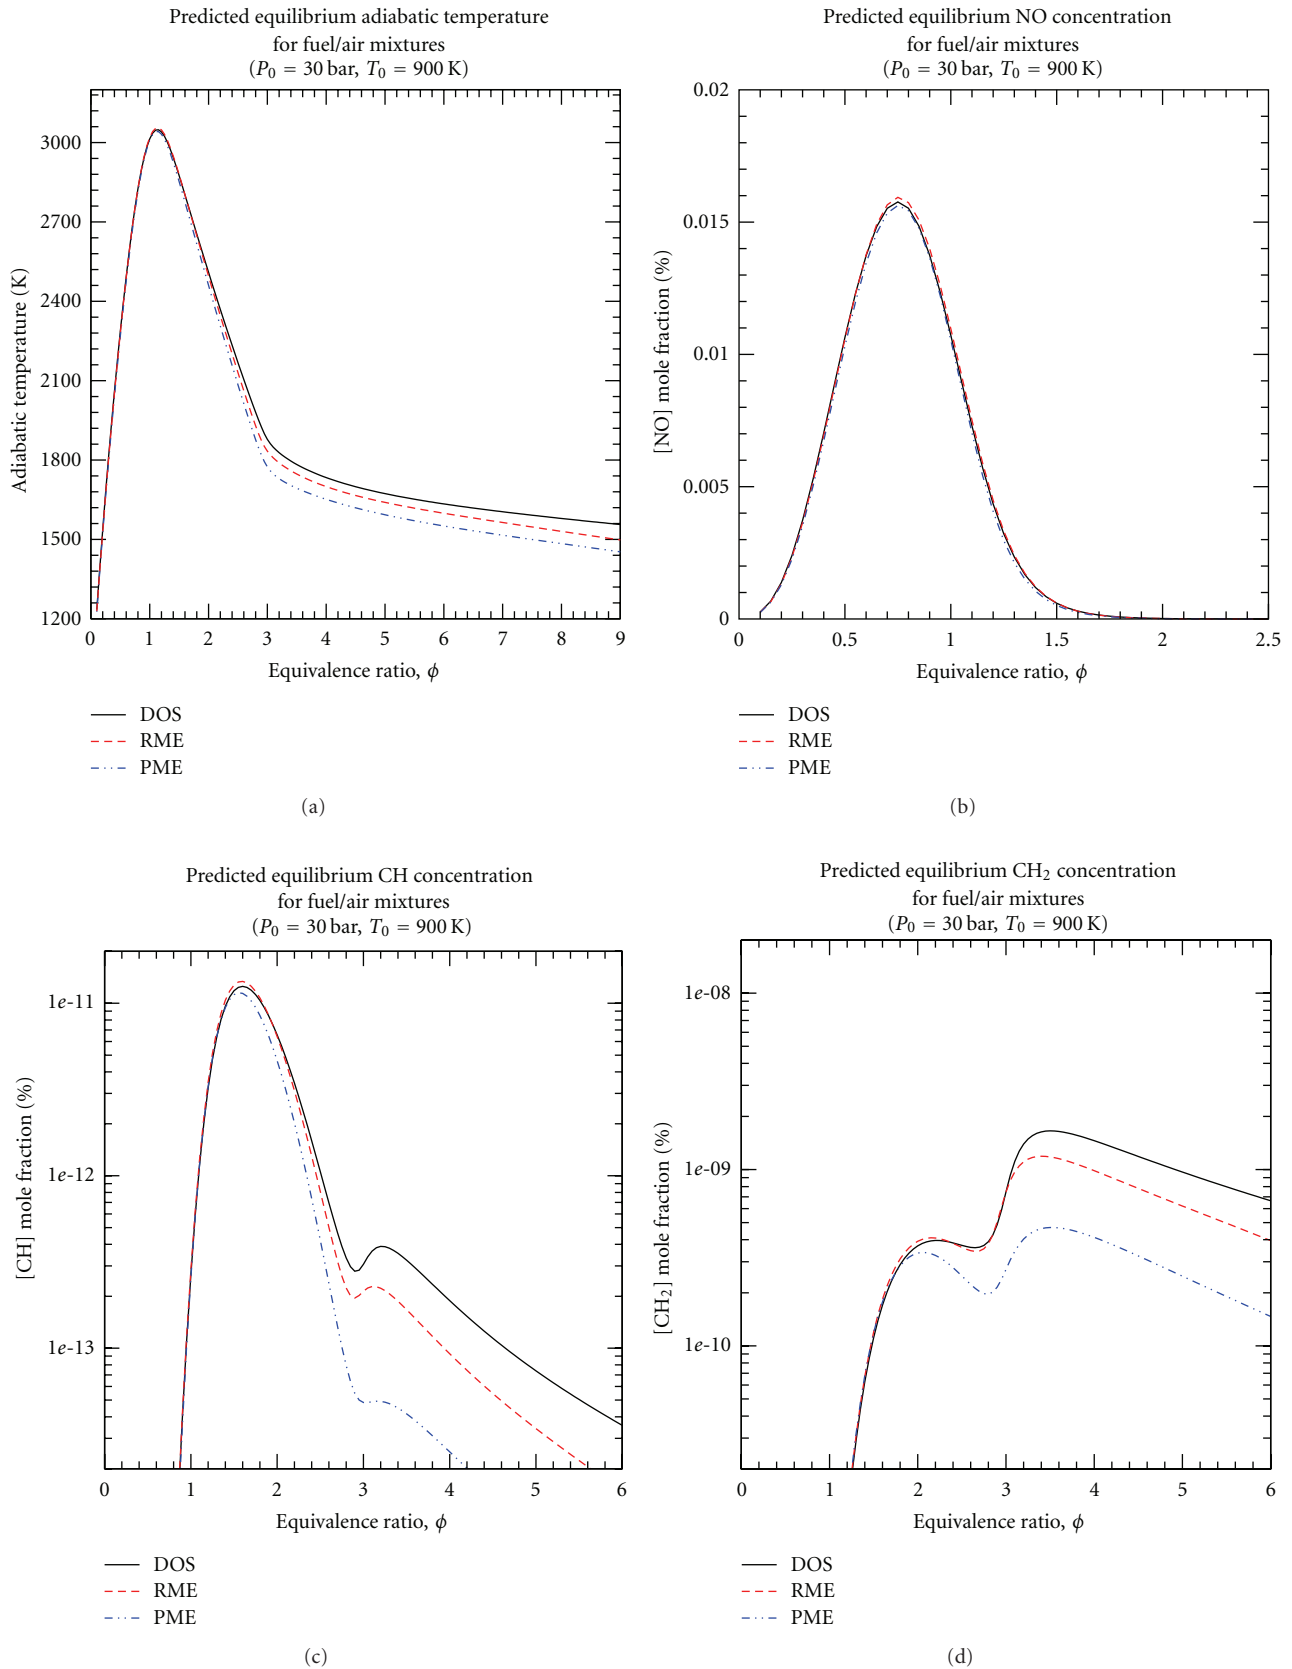 Predicted equilibrium adiabatic temperature
for fuel/air mixtures
(P₀ = 30 bar, T₀ = 900 K)
3000
2700
2400
2100
1800
1500
1200
Adiabatic temperature (K)
0 1 2 3 4 5 6 7 8 9
Equivalence ratio, ϕ
DOS
RME
PME
(a)
Predicted equilibrium NO concentration
for fuel/air mixtures
(P₀ = 30 bar, T₀ = 900 K)
0.02
0.015
0.01
0.005
0
[NO] mole fraction (%)
0 0.5 1 1.5 2 2.5
Equivalence ratio, ϕ
DOS
RME
PME
(b)
Predicted equilibrium CH concentration
for fuel/air mixtures
(P₀ = 30 bar, T₀ = 900 K)
1e-11
1e-12
1e-13
[CH] mole fraction (%)
0 1 2 3 4 5 6
Equivalence ratio, ϕ
DOS
RME
PME
(c)
Predicted equilibrium CH₂ concentration
for fuel/air mixtures
(P₀ = 30 bar, T₀ = 900 K)
1e-08
1e-09
1e-10
[CH₂] mole fraction (%)
0 1 2 3 4 5 6
Equivalence ratio, ϕ
DOS
RME
PME
(d)